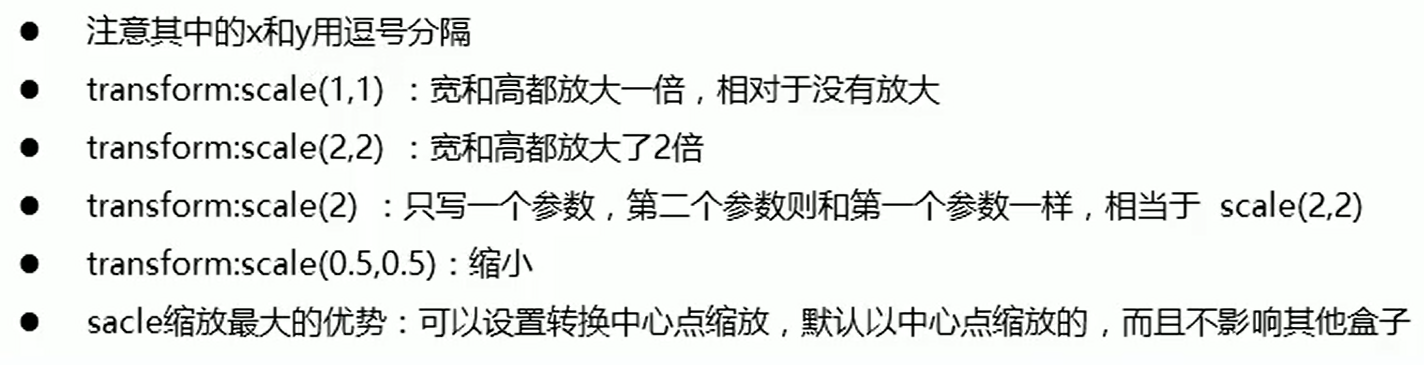 ● 注意其中的x和y用逗号分隔
● transform:scale(1,1) ：宽和高都放大一倍，相对于没有放大
● transform:scale(2,2) ：宽和高都放大了2倍
● transform:scale(2) ：只写一个参数，第二个参数则和第一个参数一样，相当于 scale(2,2)
● transform:scale(0.5,0.5)：缩小
● sacle缩放最大的优势：可以设置转换中心点缩放，默认以中心点缩放的，而且不影响其他盒子